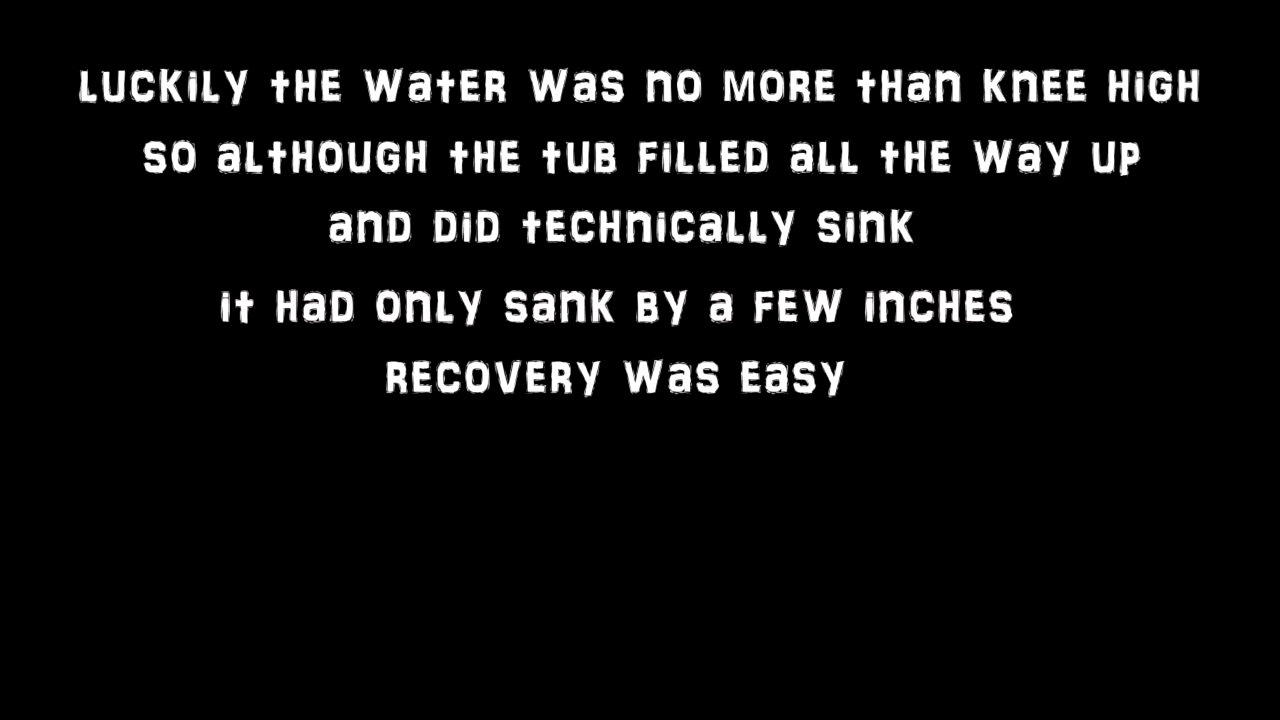 LUCKILY tHE WatER WaS nO MORE tHan KnEE HiGH
SO aLtHOUGH tHE tUB FiLLED aLL tHE Way UP
anD DiD tECHniCaLLY SinK
it HaD OnLY SanK BY a FEW inCHES
RECOVERY WaS EaSY